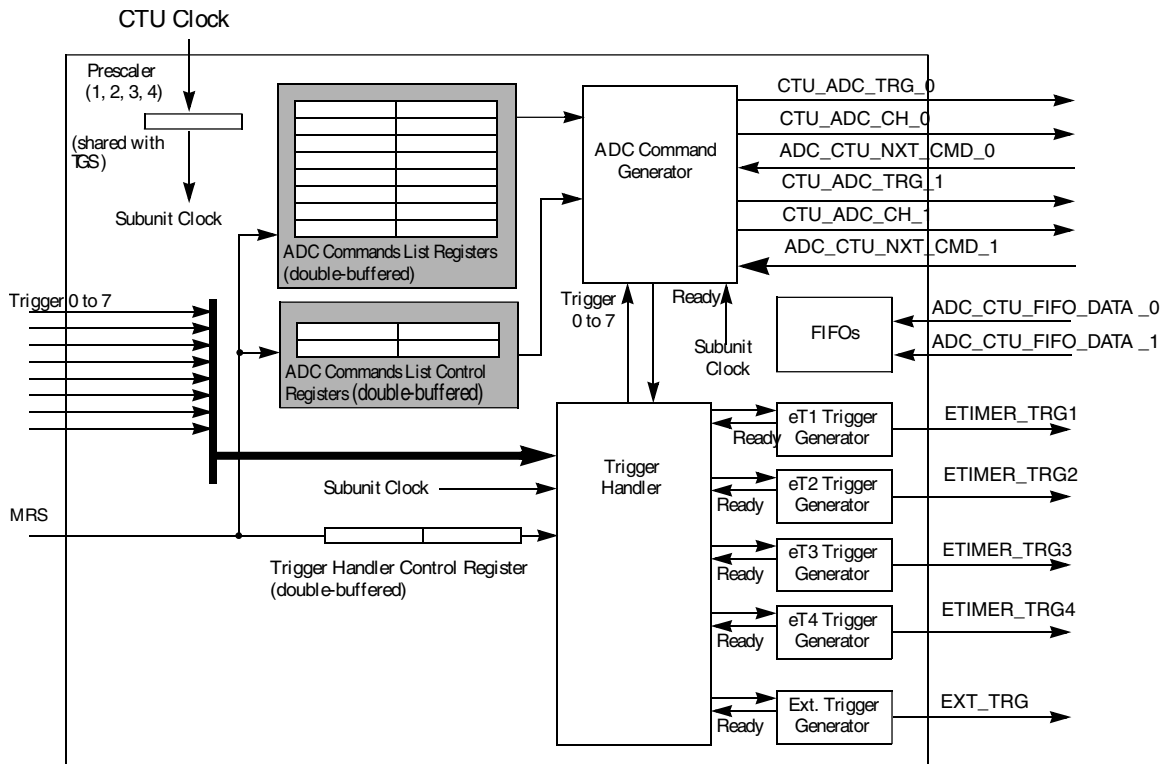 CTU Clock
Prescaler
(1, 2, 3, 4)
(shared with
TGS)
Subunit Clock
ADC Commands List Registers
(double-buffered)
ADC Commands List Control
Registers (double-buffered)
ADC Command
Generator
CTU_ADC_TRG_0
CTU_ADC_CH_0
ADC_CTU_NXT_CMD_0
CTU_ADC_TRG_1
CTU_ADC_CH_1
ADC_CTU_NXT_CMD_1
Trigger 0 to 7
Trigger
0 to 7
Ready
Subunit
Clock
FIFOs
ADC_CTU_FIFO_DATA _0
ADC_CTU_FIFO_DATA _1
Trigger
Handler
Subunit Clock
MRS
Trigger Handler Control Register
(double-buffered)
Ready
eT1 Trigger
Generator
ETIMER_TRG1
Ready
eT2 Trigger
Generator
ETIMER_TRG2
Ready
eT3 Trigger
Generator
ETIMER_TRG3
Ready
eT4 Trigger
Generator
ETIMER_TRG4
Ready
Ext. Trigger
Generator
EXT_TRG